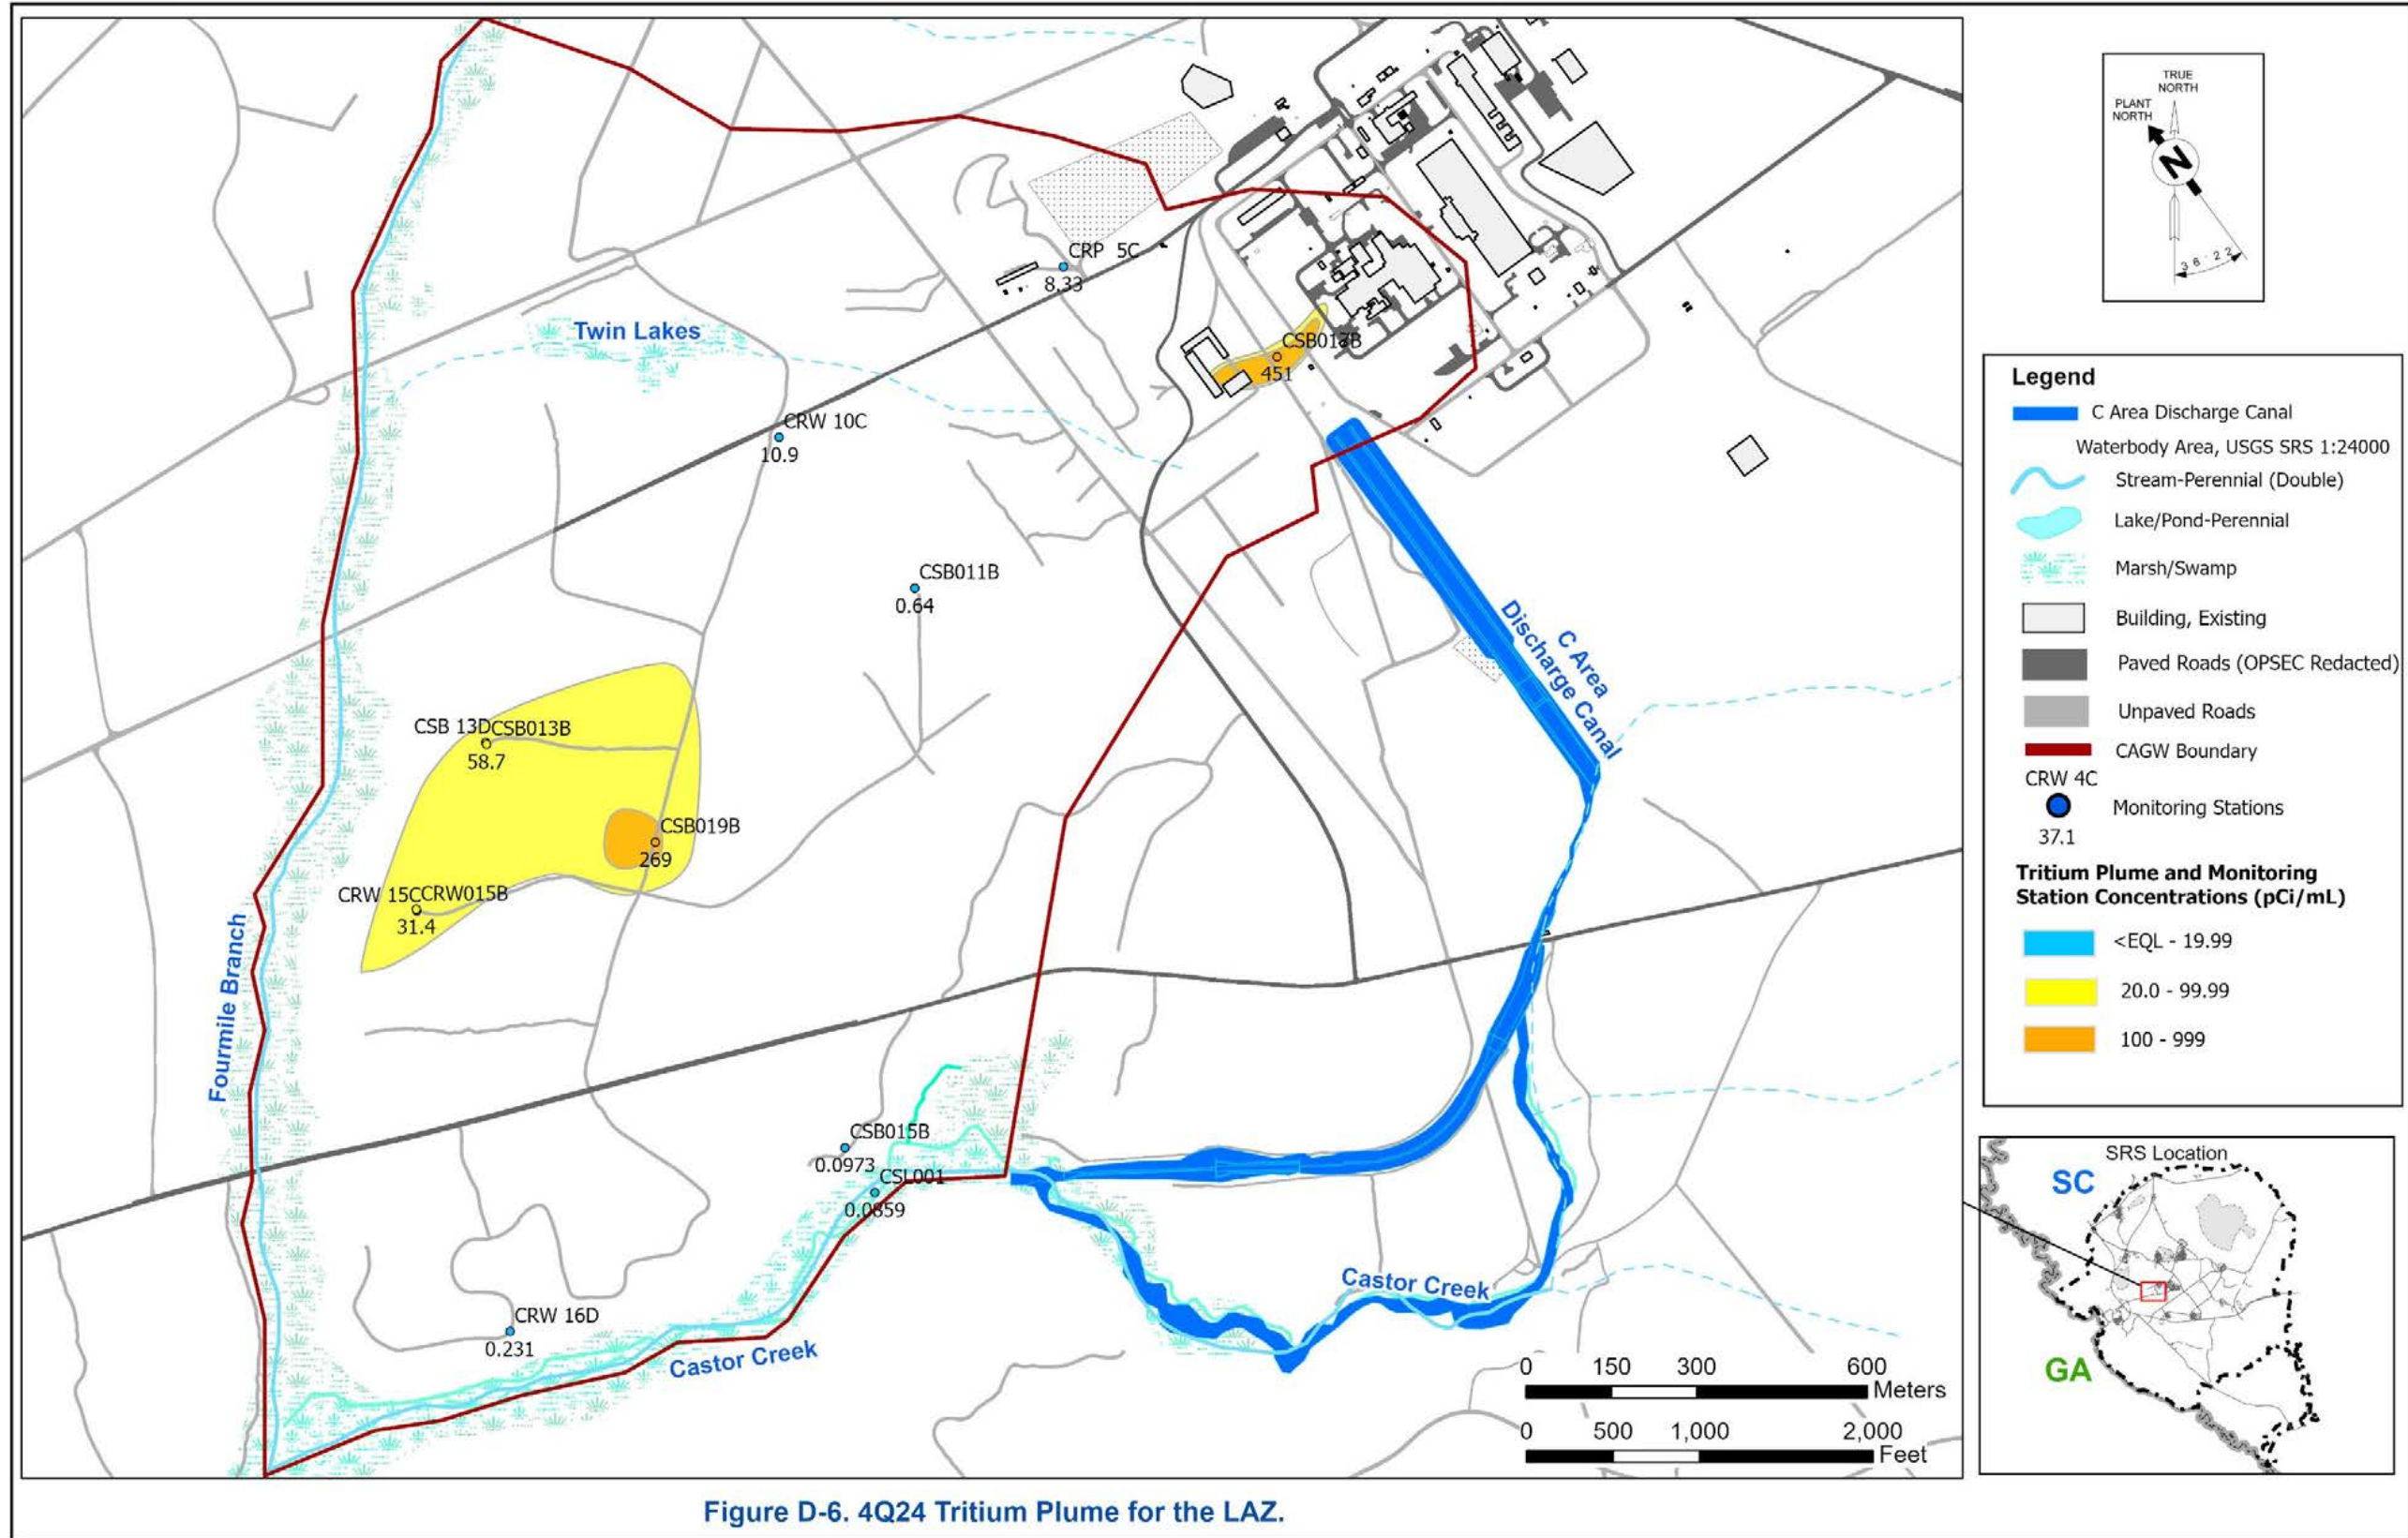 CRP 5C
8.33
Twin Lakes
CSB017B
451
CRW 10C
10.9
CSB011B
0.64
C Area
Discharge Canal
CSB 13DCSB013B
58.7
CSB019B
269
CRW 15CCRW015B
31.4
Fourmile Branch
CSB015B
0.0973
CSL001
0.0859
Castor Creek
CRW 16D
0.231
Castor Creek
0 150 300 600
Meters
0 500 1,000 2,000
Feet
TRUE
NORTH
PLANT
NORTH
N
36.22
Legend
C Area Discharge Canal
Waterbody Area, USGS SRS 1:24000
Stream-Perennial (Double)
Lake/Pond-Perennial
Marsh/Swamp
Building, Existing
Paved Roads (OPSEC Redacted)
Unpaved Roads
CAGW Boundary
CRW 4C
Monitoring Stations
37.1
Tritium Plume and Monitoring
Station Concentrations (pCi/mL)
<EQL - 19.99
20.0 - 99.99
100 - 999
SRS Location
SC
GA
Figure D-6. 4Q24 Tritium Plume for the LAZ.